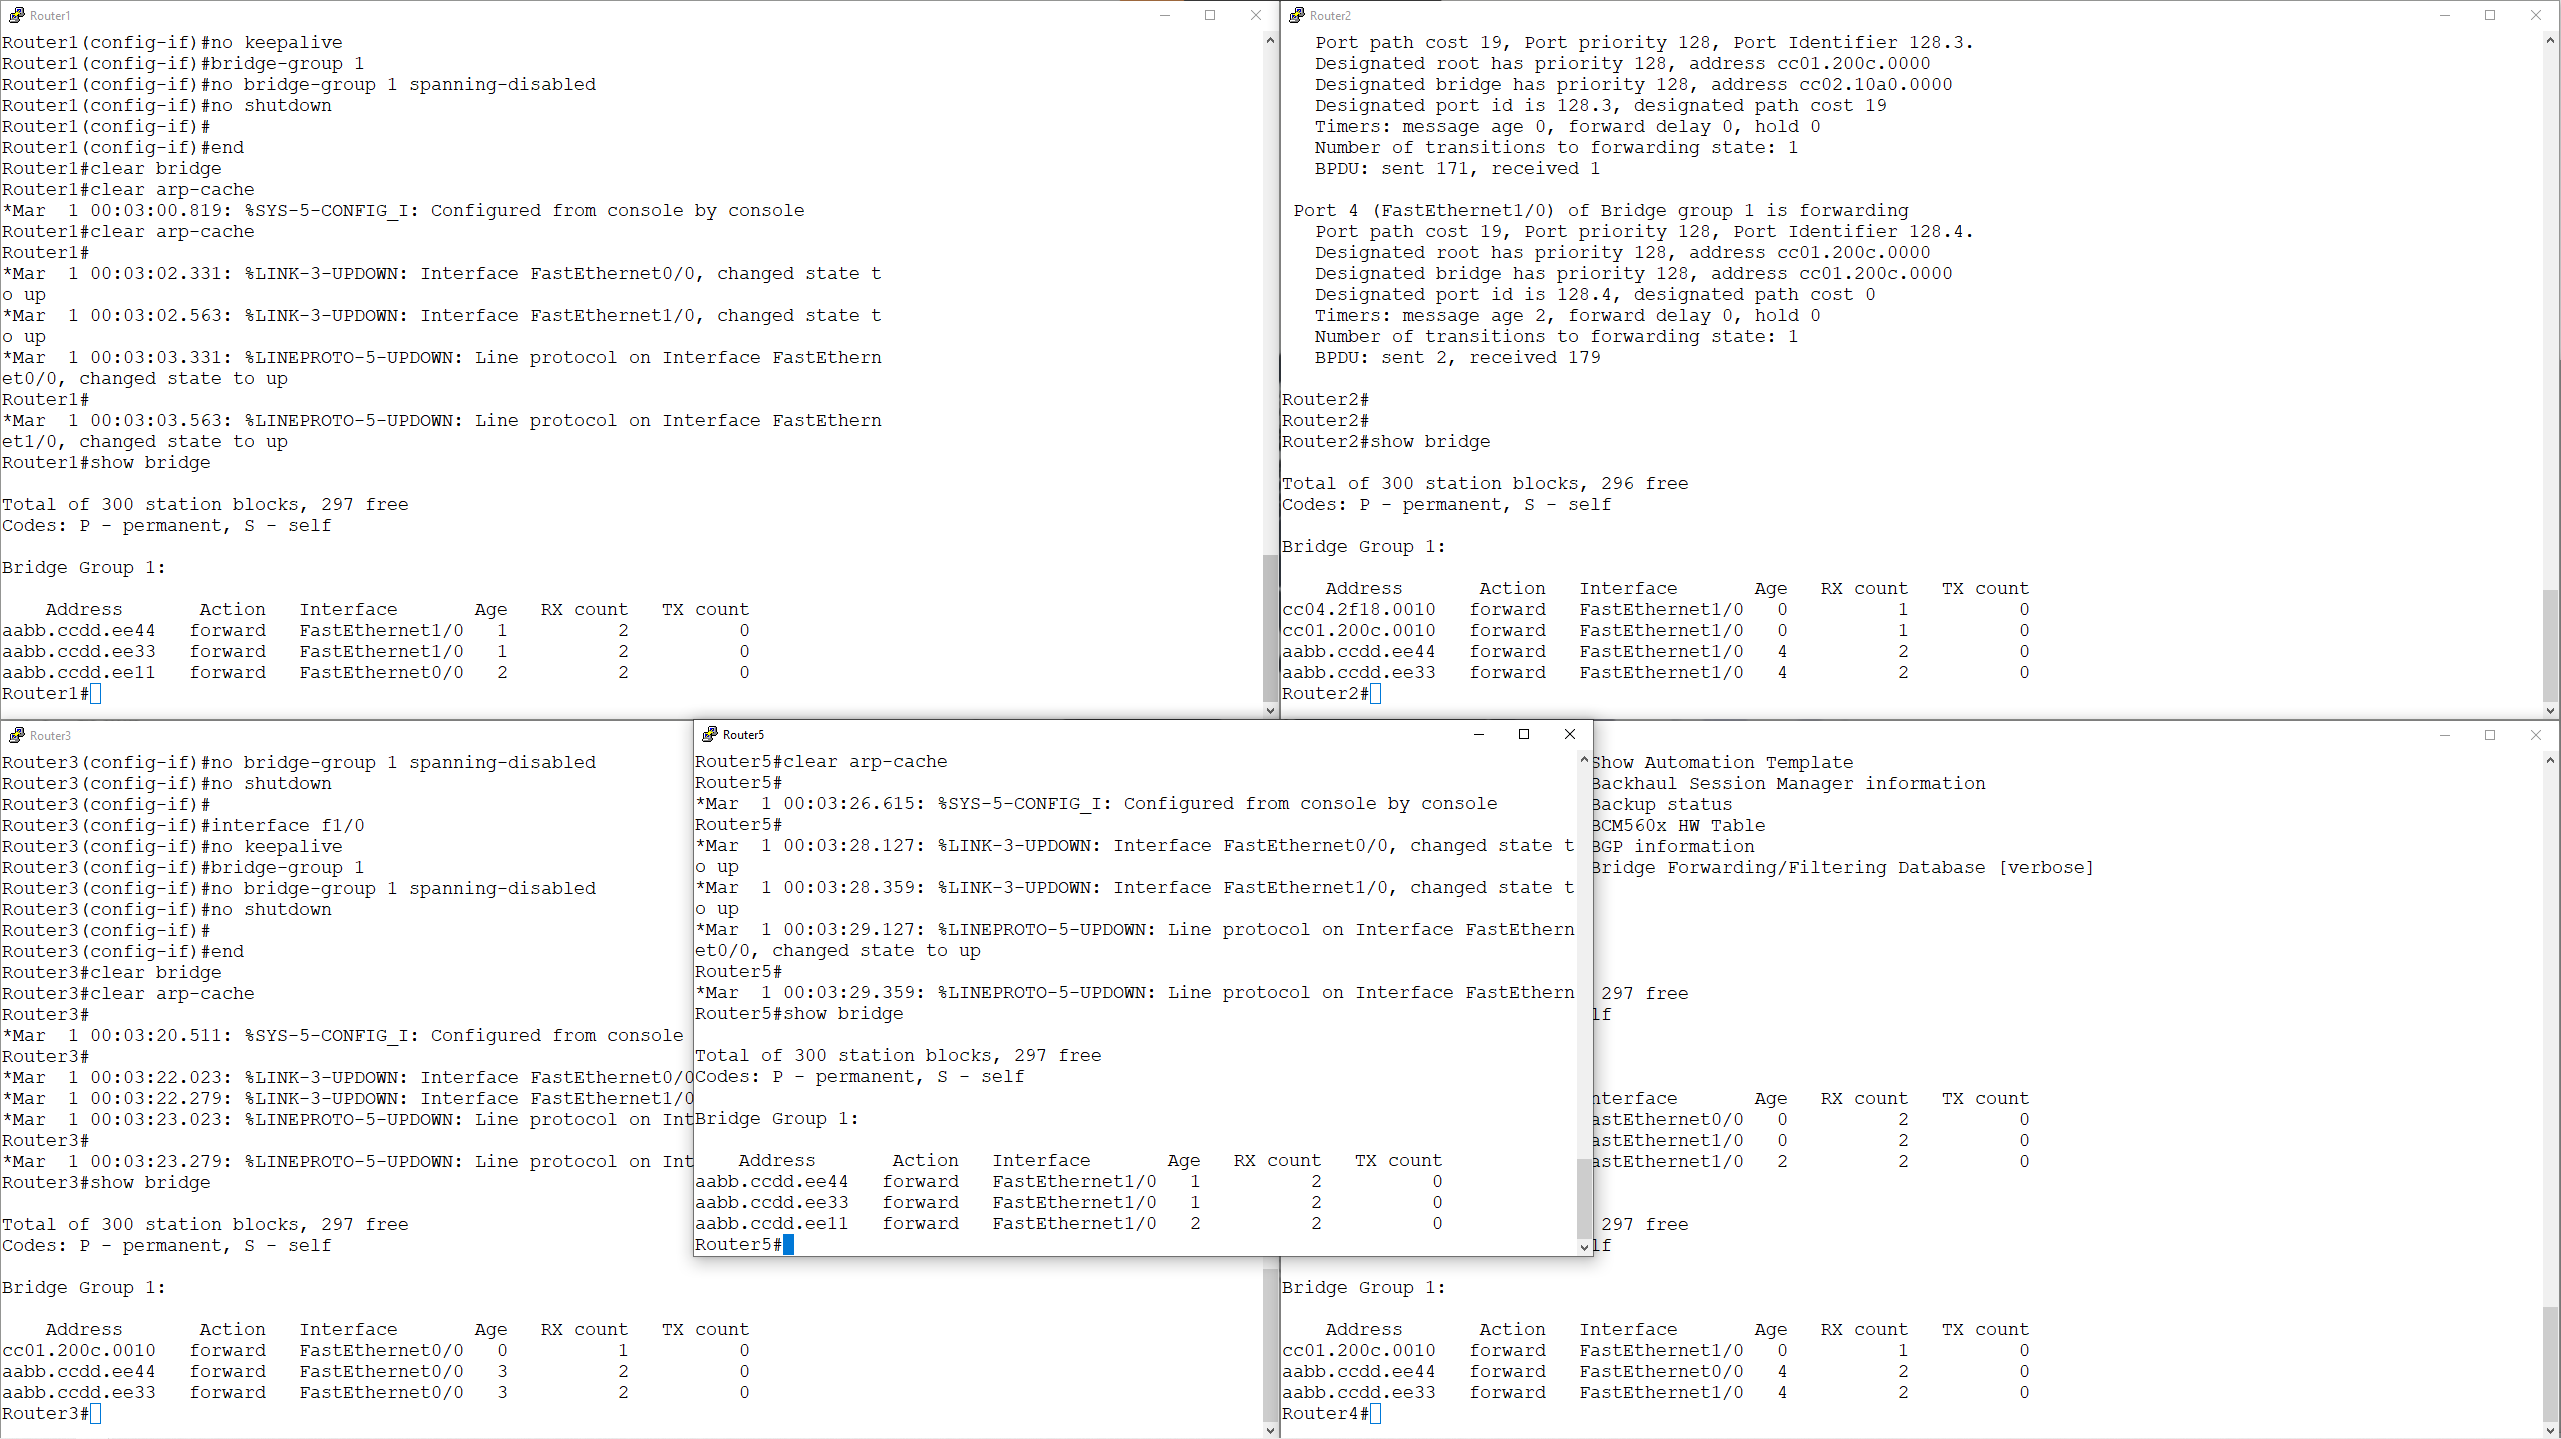 Router1
Router1(config-if)#no keepalive
Router1(config-if)#bridge-group 1
Router1(config-if)#no bridge-group 1 spanning-disabled
Router1(config-if)#no shutdown
Router1(config-if)#
Router1(config-if)#end
Router1#clear bridge
Router1#clear arp-cache
*Mar  1 00:03:00.819: %SYS-5-CONFIG_I: Configured from console by console
Router1#clear arp-cache
Router1#
*Mar  1 00:03:02.331: %LINK-3-UPDOWN: Interface FastEthernet0/0, changed state t
o up
*Mar  1 00:03:02.563: %LINK-3-UPDOWN: Interface FastEthernet1/0, changed state t
o up
*Mar  1 00:03:03.331: %LINEPROTO-5-UPDOWN: Line protocol on Interface FastEthern
et0/0, changed state to up
Router1#
*Mar  1 00:03:03.563: %LINEPROTO-5-UPDOWN: Line protocol on Interface FastEthern
et1/0, changed state to up
Router1#show bridge
Total of 300 station blocks, 297 free
Codes: P - permanent, S - self
Bridge Group 1:
Address Action Interface Age RX count TX count
aabb.ccdd.ee44 forward FastEthernet1/0 1 2 0
aabb.ccdd.ee33 forward FastEthernet1/0 1 2 0
aabb.ccdd.ee11 forward FastEthernet0/0 2 2 0
Router1#
Router2
Port path cost 19, Port priority 128, Port Identifier 128.3.
Designated root has priority 128, address cc01.200c.0000
Designated bridge has priority 128, address cc02.10a0.0000
Designated port id is 128.3, designated path cost 19
Timers: message age 0, forward delay 0, hold 0
Number of transitions to forwarding state: 1
BPDU: sent 171, received 1
Port 4 (FastEthernet1/0) of Bridge group 1 is forwarding
Port path cost 19, Port priority 128, Port Identifier 128.4.
Designated root has priority 128, address cc01.200c.0000
Designated bridge has priority 128, address cc01.200c.0000
Designated port id is 128.4, designated path cost 0
Timers: message age 2, forward delay 0, hold 0
Number of transitions to forwarding state: 1
BPDU: sent 2, received 179
Router2#
Router2#
Router2#show bridge
Total of 300 station blocks, 296 free
Codes: P - permanent, S - self
Bridge Group 1:
Address Action Interface Age RX count TX count
cc04.2f18.0010 forward FastEthernet1/0 0 1 0
cc01.200c.0010 forward FastEthernet1/0 0 1 0
aabb.ccdd.ee44 forward FastEthernet1/0 4 2 0
aabb.ccdd.ee33 forward FastEthernet1/0 4 2 0
Router2#
Router3
Router3(config-if)#no bridge-group 1 spanning-disabled
Router3(config-if)#no shutdown
Router3(config-if)#
Router3(config-if)#interface f1/0
Router3(config-if)#no keepalive
Router3(config-if)#bridge-group 1
Router3(config-if)#no bridge-group 1 spanning-disabled
Router3(config-if)#no shutdown
Router3(config-if)#
Router3(config-if)#end
Router3#clear bridge
Router3#clear arp-cache
Router3#
*Mar  1 00:03:20.511: %SYS-5-CONFIG_I: Configured from console
Router3#
*Mar  1 00:03:22.023: %LINK-3-UPDOWN: Interface FastEthernet0/0
*Mar  1 00:03:22.279: %LINK-3-UPDOWN: Interface FastEthernet1/0
*Mar  1 00:03:23.023: %LINEPROTO-5-UPDOWN: Line protocol on Int
Router3#
*Mar  1 00:03:23.279: %LINEPROTO-5-UPDOWN: Line protocol on Int
Router3#show bridge
Total of 300 station blocks, 297 free
Codes: P - permanent, S - self
Bridge Group 1:
Address Action Interface Age RX count TX count
cc01.200c.0010 forward FastEthernet0/0 0 1 0
aabb.ccdd.ee44 forward FastEthernet0/0 3 2 0
aabb.ccdd.ee33 forward FastEthernet0/0 3 2 0
Router3#
Router5
Router5#clear arp-cache
Router5#
*Mar  1 00:03:26.615: %SYS-5-CONFIG_I: Configured from console by console
Router5#
*Mar  1 00:03:28.127: %LINK-3-UPDOWN: Interface FastEthernet0/0, changed state t
o up
*Mar  1 00:03:28.359: %LINK-3-UPDOWN: Interface FastEthernet1/0, changed state t
o up
*Mar  1 00:03:29.127: %LINEPROTO-5-UPDOWN: Line protocol on Interface FastEthern
et0/0, changed state to up
Router5#
*Mar  1 00:03:29.359: %LINEPROTO-5-UPDOWN: Line protocol on Interface FastEthern
Router5#show bridge
Total of 300 station blocks, 297 free
Codes: P - permanent, S - self
Bridge Group 1:
Address Action Interface Age RX count TX count
aabb.ccdd.ee44 forward FastEthernet1/0 1 2 0
aabb.ccdd.ee33 forward FastEthernet1/0 1 2 0
aabb.ccdd.ee11 forward FastEthernet1/0 2 2 0
Router5#
Show Automation Template
Backhaul Session Manager information
Backup status
BCM560x HW Table
BGP information
Bridge Forwarding/Filtering Database [verbose]
297 free
lf
nterface Age RX count TX count
astEthernet0/0 0 2 0
astEthernet1/0 0 2 0
astEthernet1/0 2 2 0
297 free
lf
Bridge Group 1:
Address Action Interface Age RX count TX count
cc01.200c.0010 forward FastEthernet1/0 0 1 0
aabb.ccdd.ee44 forward FastEthernet0/0 4 2 0
aabb.ccdd.ee33 forward FastEthernet1/0 4 2 0
Router4#